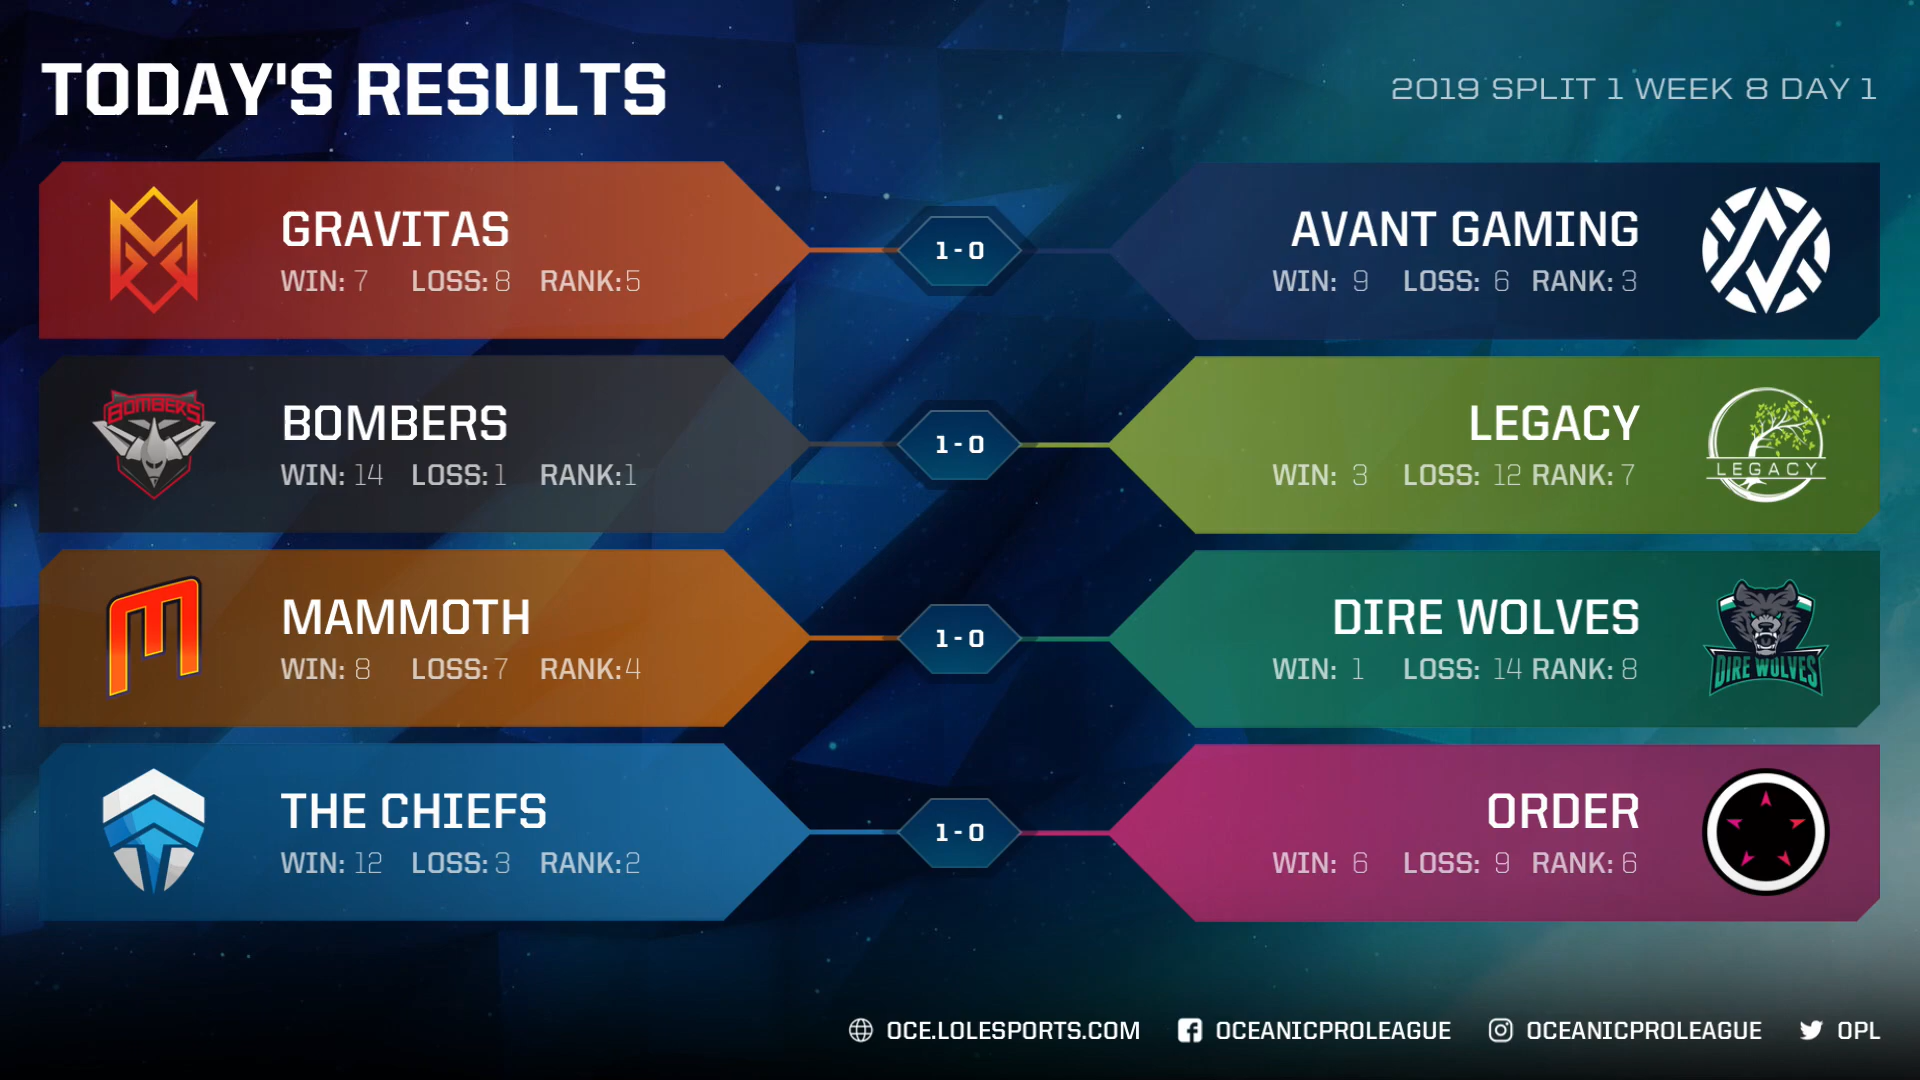 TODAY'S RESULTS
2019 SPLIT 1 WEEK 8 DAY 1
GRAVITAS
WIN: 7 LOSS: 8 RANK: 5
1 - 0
AVANT GAMING
WIN: 9 LOSS: 6 RANK: 3
BOMBERS
BOMBERS
WIN: 14 LOSS: 1 RANK: 1
1 - 0
LEGACY
WIN: 3 LOSS: 12 RANK: 7
LEGACY
MAMMOTH
WIN: 8 LOSS: 7 RANK: 4
1 - 0
DIRE WOLVES
WIN: 1 LOSS: 14 RANK: 8
DIRE WOLVES
THE CHIEFS
WIN: 12 LOSS: 3 RANK: 2
1 - 0
ORDER
WIN: 6 LOSS: 9 RANK: 6
OCE.LOLESPORTS.COM OCEANICPROLEAGUE OCEANICPROLEAGUE OPL